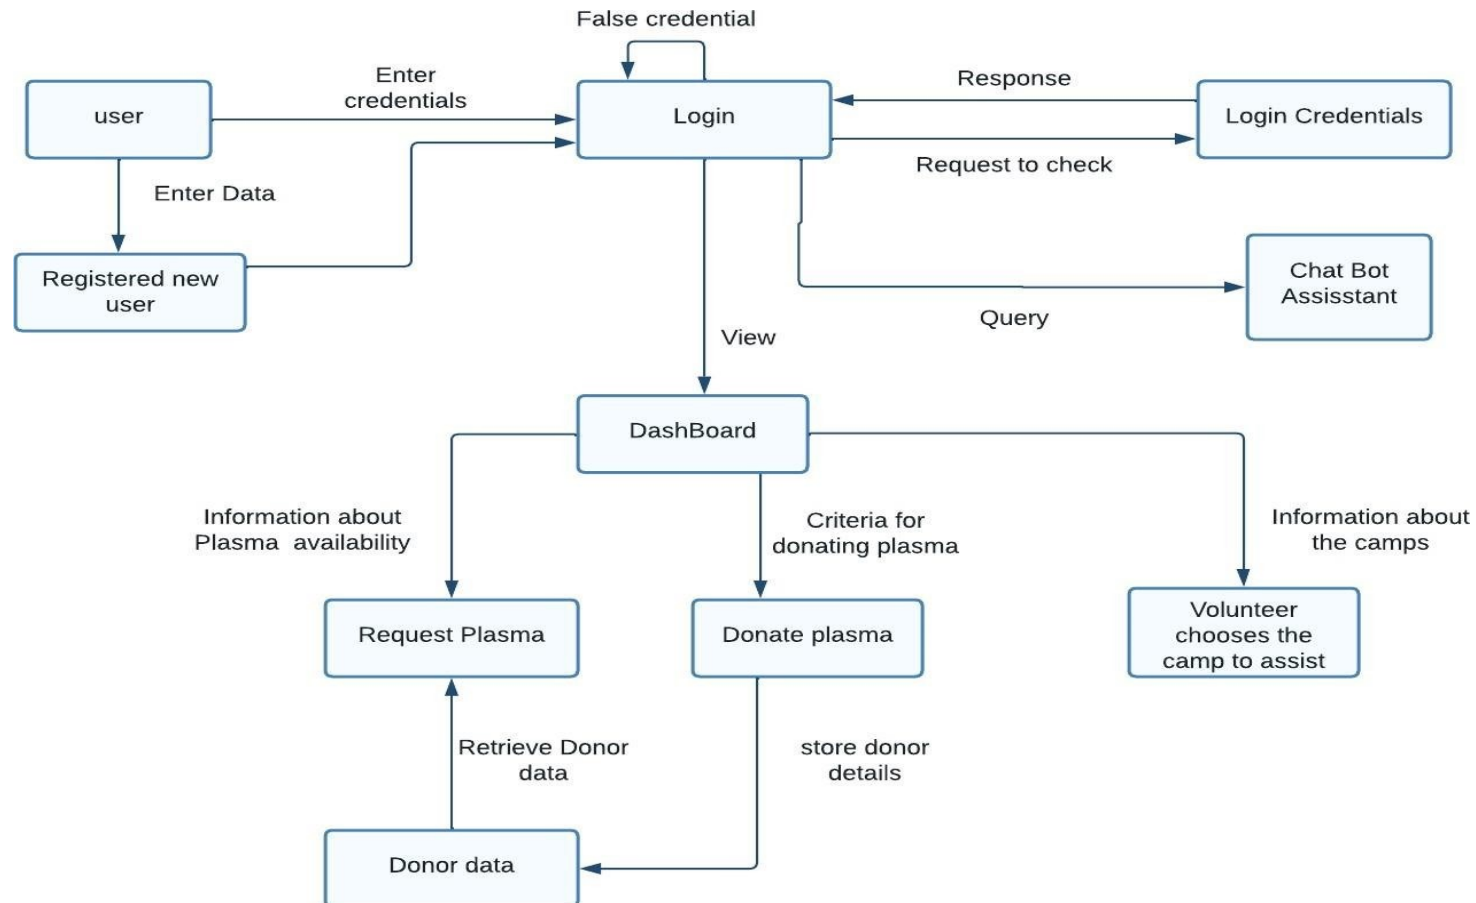 False credential
Enter
credentials
Response
user
Login
Login Credentials
Request to check
Enter Data
Registered new
user
Chat Bot
Assisstant
Query
View
DashBoard
Information about
Plasma  availability
Criteria for
donating plasma
Information about
the camps
Request Plasma
Donate plasma
Volunteer
chooses the
camp to assist
Retrieve Donor
data
store donor
details
Donor data